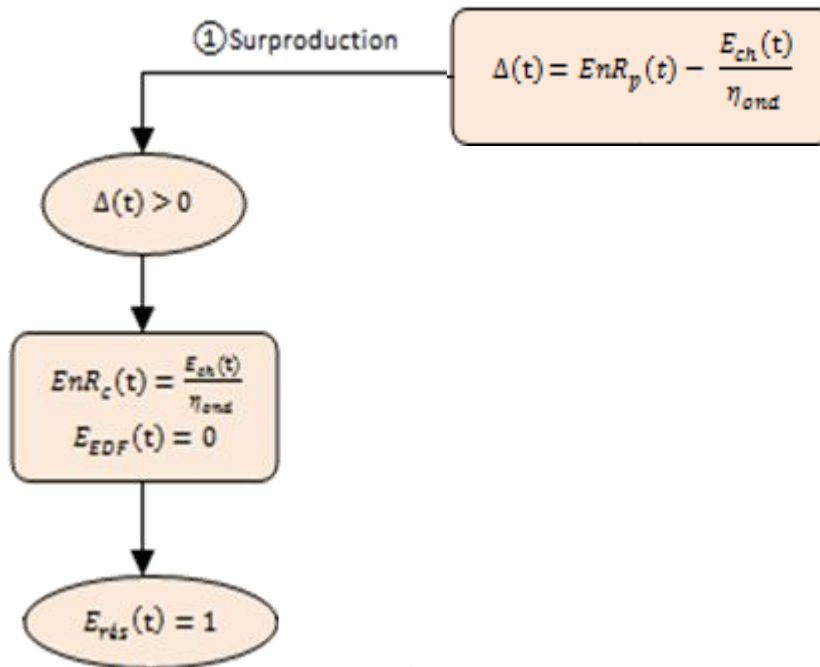 ①Surproduction
Δ(t) = EnR_p(t) − E_ch(t)/η_ond
Δ(t) > 0
EnR_c(t) = E_ch(t)/η_ond
E_EDF(t) = 0
E_rés(t) = 1